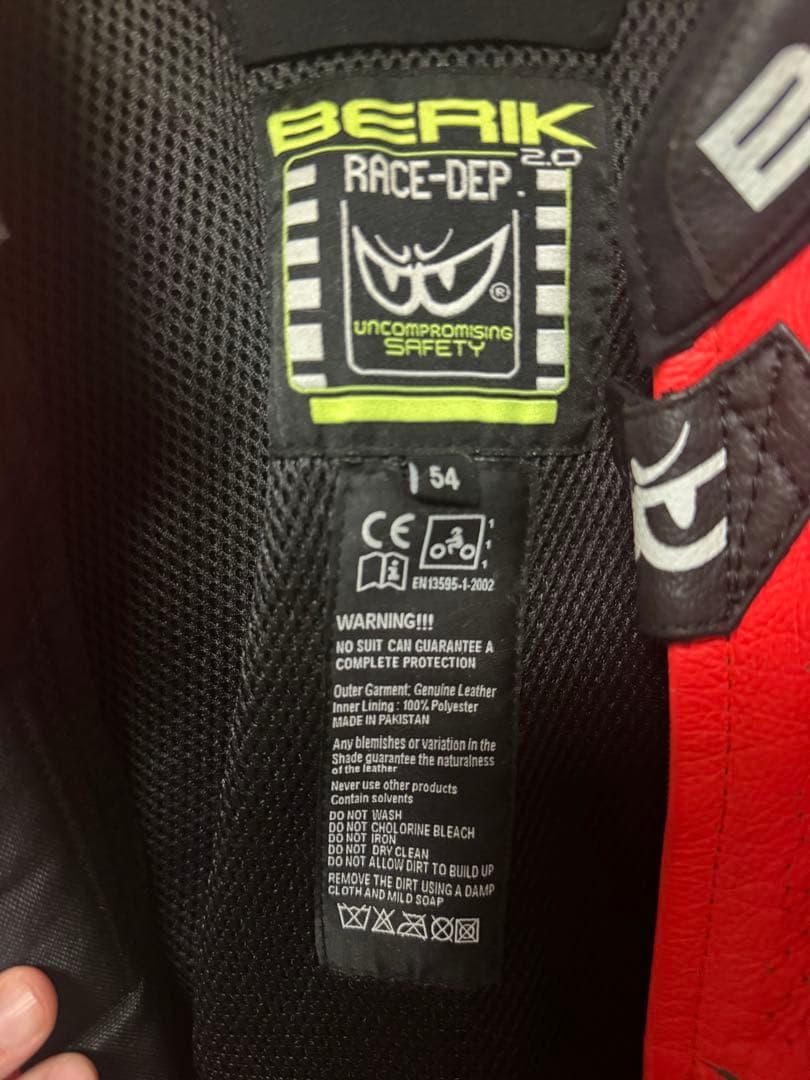 BERIK
2.0
RACE-DEP.
®
UNCOMPROMISING
SAFETY
54
CE
1
1
1
i
EN13595-1-2002
WARNING!!!
NO SUIT CAN GUARANTEE A
COMPLETE PROTECTION
Outer Garment: Genuine Leather
Inner Lining : 100% Polyester
MADE IN PAKISTAN
Any blemishes or variation in the
Shade guarantee the naturalness
of the leather
Never use other products
Contain solvents
DO NOT WASH
DO NOT CHOLORINE BLEACH
DO NOT IRON
DO NOT DRY CLEAN
DO NOT ALLOW DIRT TO BUILD UP
REMOVE THE DIRT USING A DAMP
CLOTH AND MILD SOAP